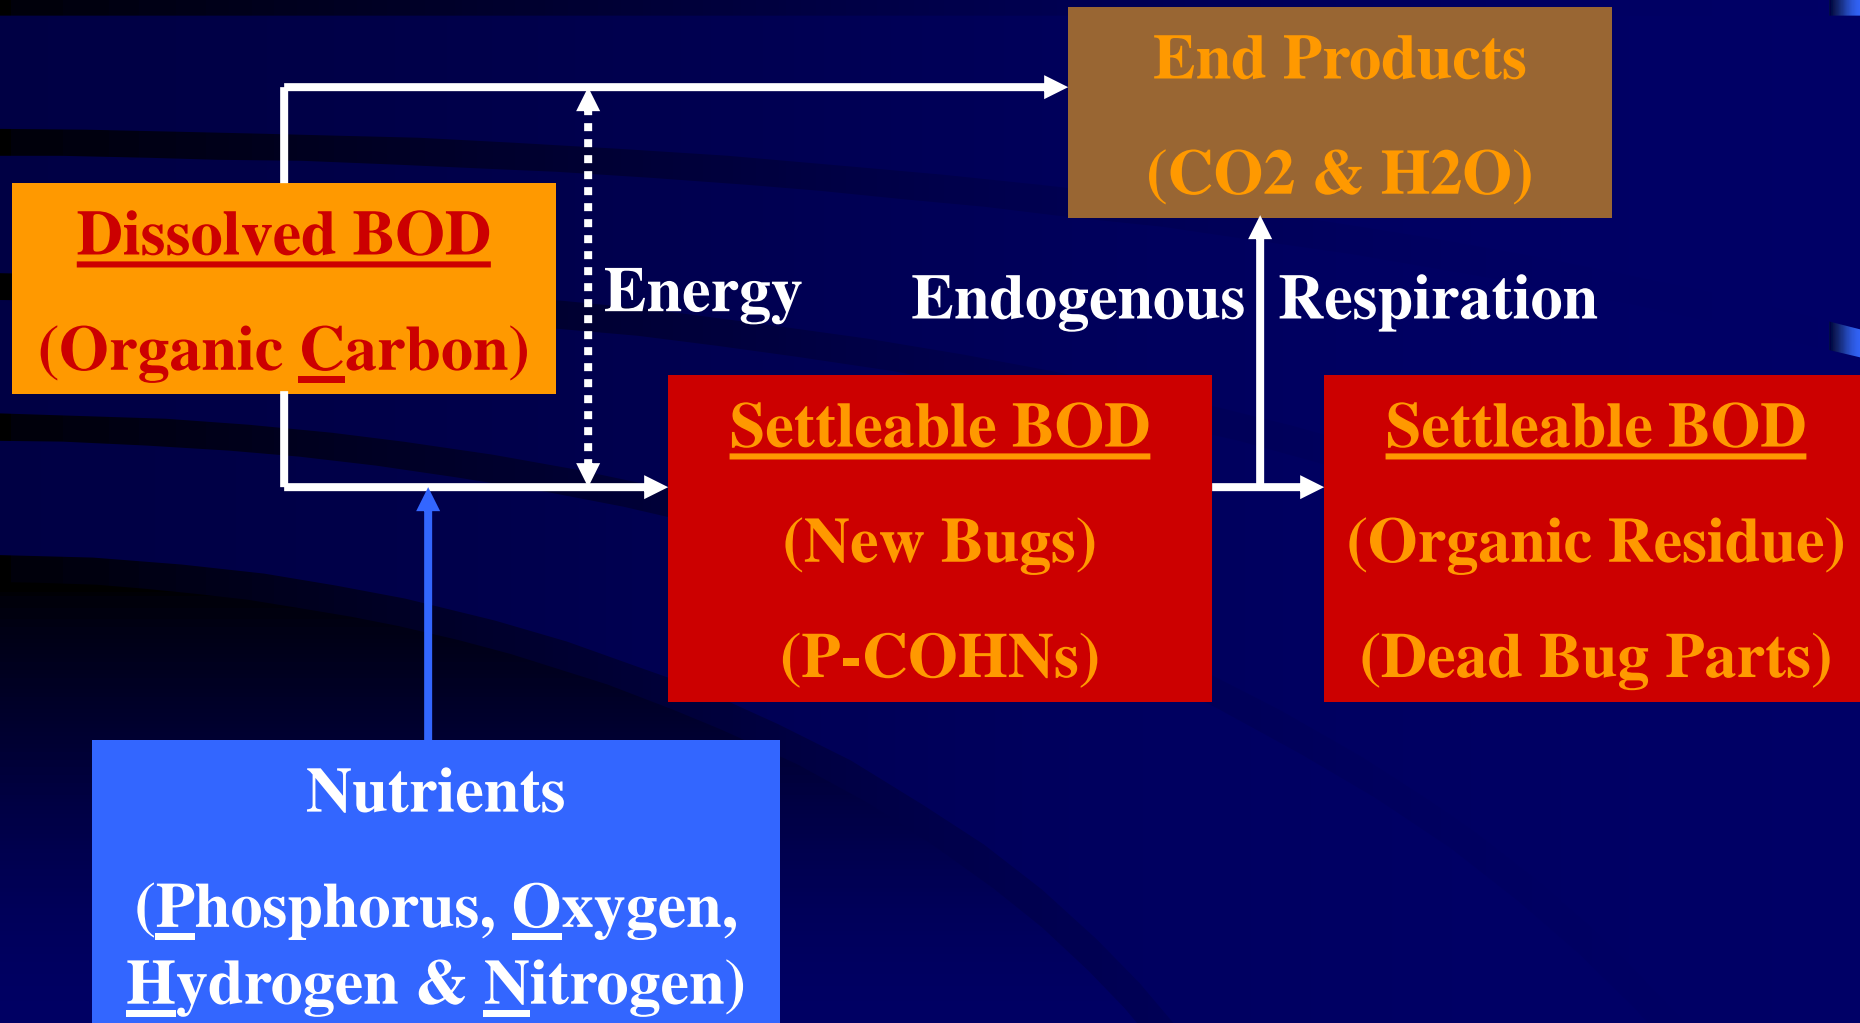 End Products
(CO2 & H2O)
Dissolved BOD
(Organic Carbon)
Energy
Endogenous Respiration
Settleable BOD
(New Bugs)
(P-COHNs)
Settleable BOD
(Organic Residue)
(Dead Bug Parts)
Nutrients
(Phosphorus, Oxygen,
Hydrogen & Nitrogen)